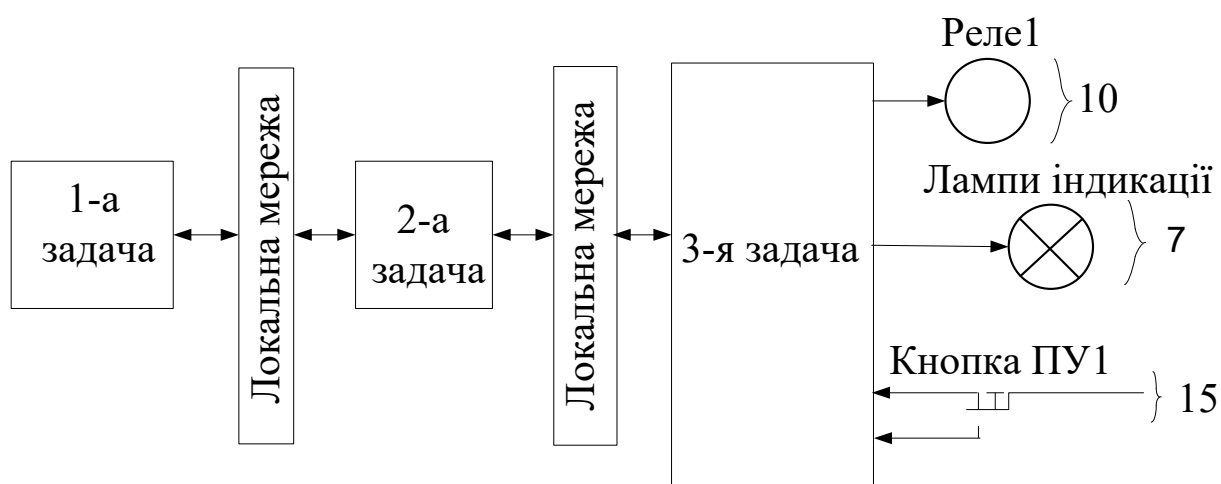 1-а
задача
Локальна мережа
2-а
задача
Локальна мережа
3-я задача
Реле1
10
Лампи індикації
7
Кнопка ПУ1
15